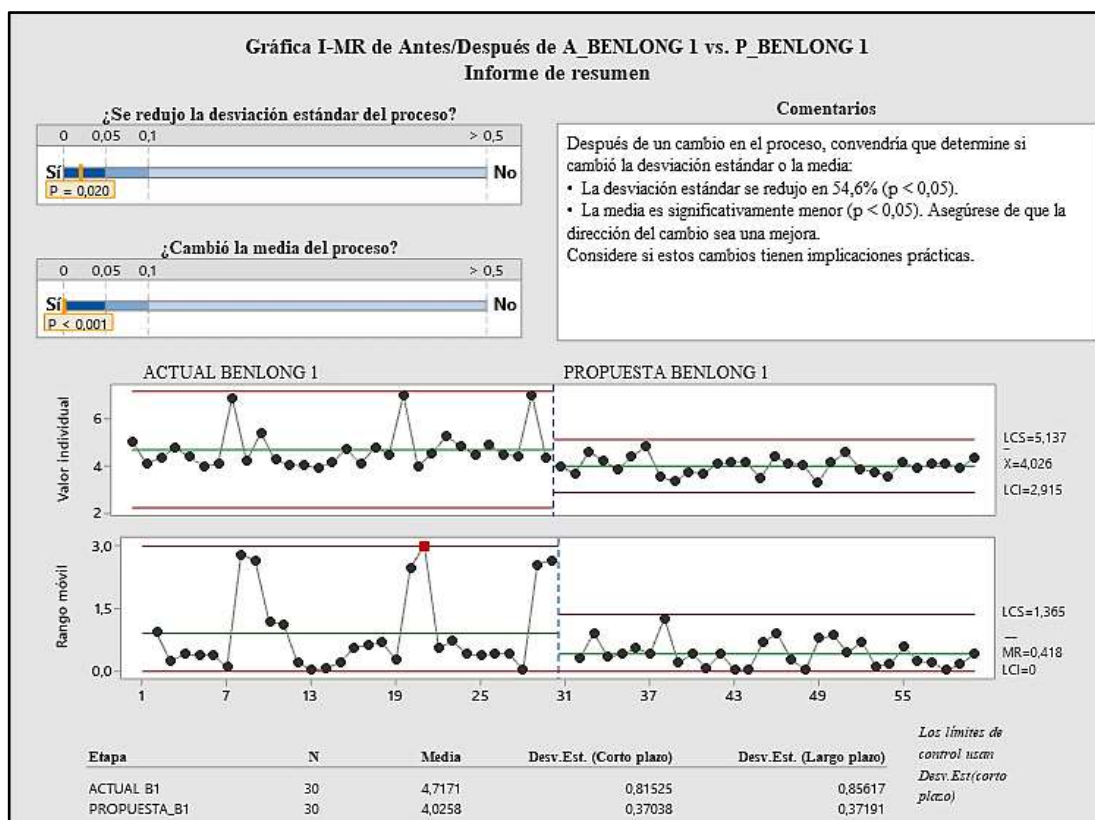 Gráfica I-MR de Antes/Después de A_BENLONG 1 vs. P_BENLONG 1
Informe de resumen
¿Se redujo la desviación estándar del proceso?
0 0,05 0,1 > 0,5
Sí No
P = 0,020
¿Cambió la media del proceso?
0 0,05 0,1 > 0,5
Sí No
P < 0,001
Comentarios
Después de un cambio en el proceso, convendría que determine si
cambió la desviación estándar o la media:
• La desviación estándar se redujo en 54,6% (p < 0,05).
• La media es significativamente menor (p < 0,05). Asegúrese de que la
dirección del cambio sea una mejora.
Considere si estos cambios tienen implicaciones prácticas.
ACTUAL BENLONG 1 PROPUESTA BENLONG 1
Valor individual
6
4
2
LCS=5,137
X=4,026
LCI=2,915
Rango móvil
3,0
1,5
0,0
LCS=1,365
MR=0,418
LCI=0
1 7 13 19 25 31 37 43 49 55
Etapa N Media Desv.Est. (Corto plazo) Desv.Est. (Largo plazo)
ACTUAL B1 30 4,7171 0,81525 0,85617
PROPUESTA_B1 30 4,0258 0,37038 0,37191
Los límites de
control usan
Desv.Est(corto
plazo)